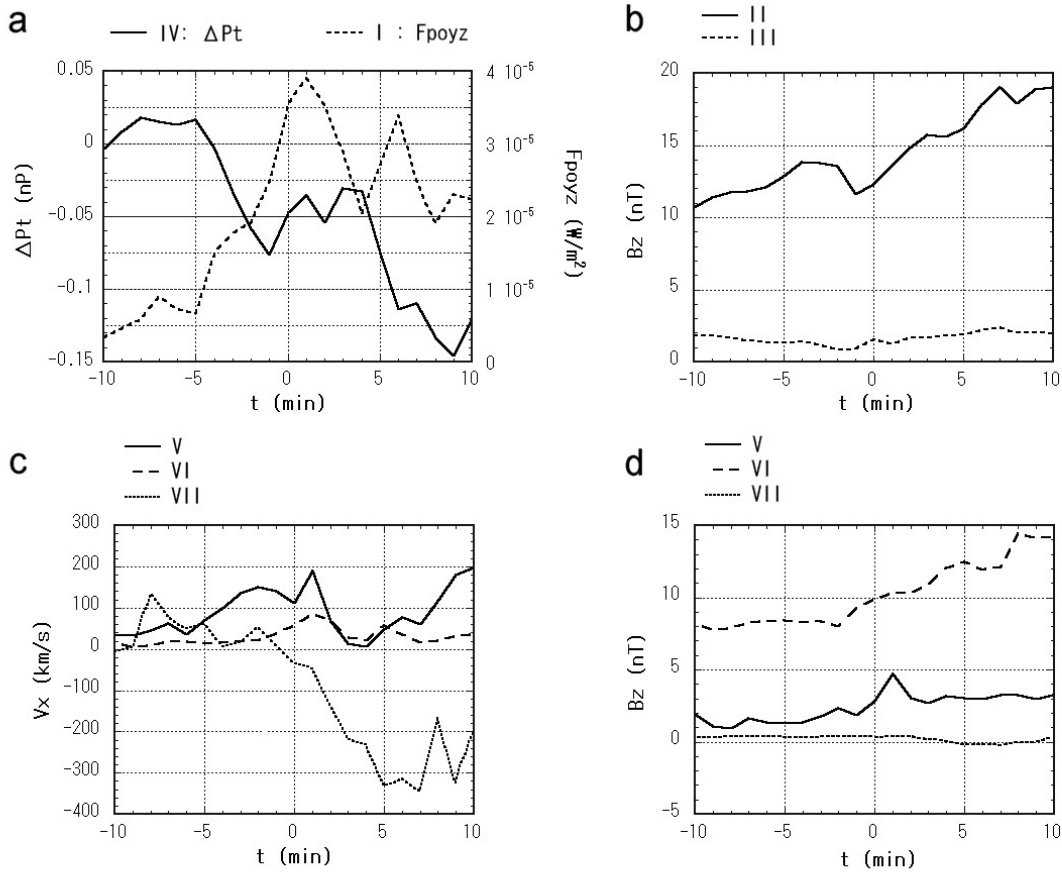 a
IV: ΔPt
I : Fpoyz
0.05
0
-0.05
-0.1
-0.15
ΔPt (nP)
4 10⁻⁵
3 10⁻⁵
2 10⁻⁵
1 10⁻⁵
0
Fpoyz (W/m²)
-10 -5 0 5 10
t (min)
b
II
III
20
15
10
5
0
Bz (nT)
-10 -5 0 5 10
t (min)
c
V
VI
VII
300
200
100
0
-100
-200
-300
-400
Vx (km/s)
-10 -5 0 5 10
t (min)
d
V
VI
VII
15
10
5
0
-5
Bz (nT)
-10 -5 0 5 10
t (min)